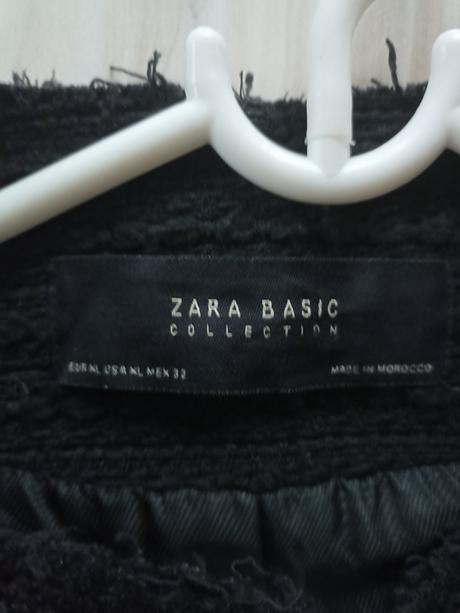 ZARA BASIC
COLLECTION
EUR XL USA XL MEX 32
MADE IN MOROCCO